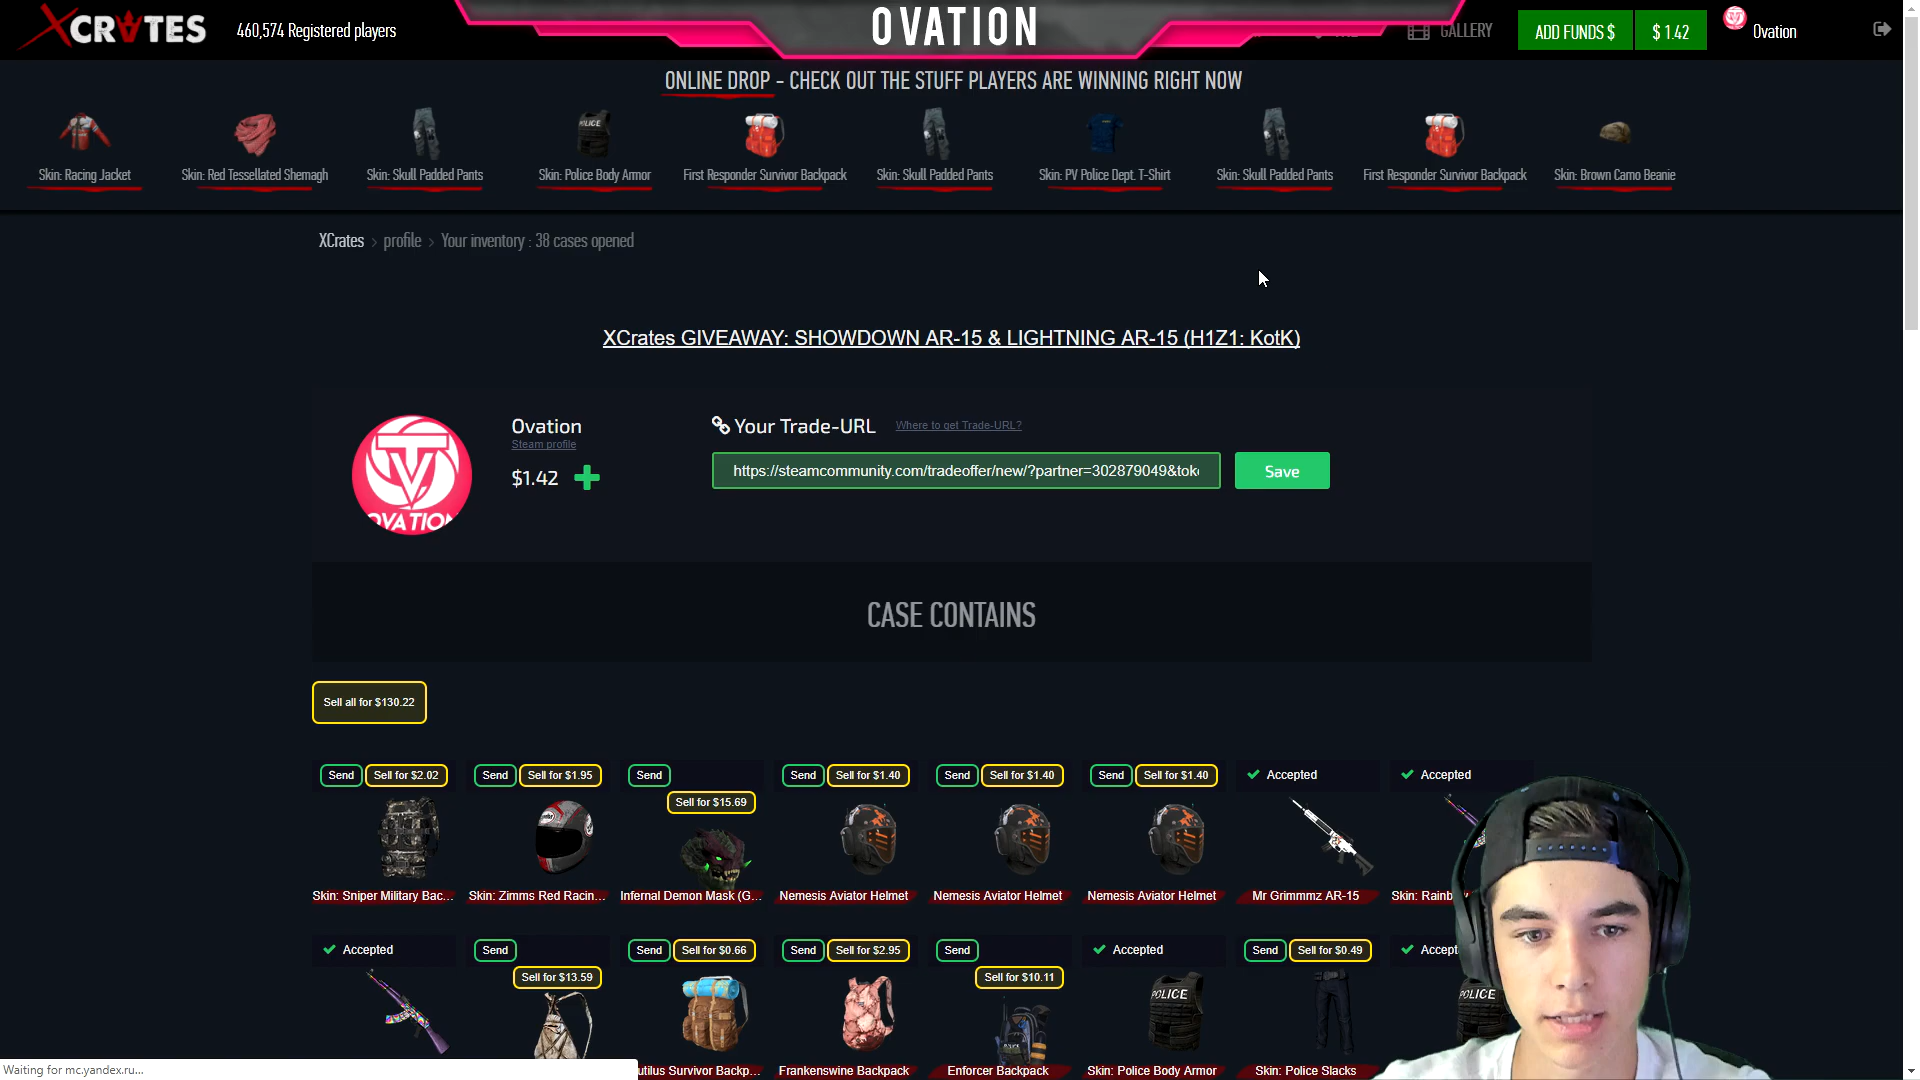 XCRATES
460,574 Registered players
OVATION
GALLERY
ADD FUNDS $
$ 1.42
Ovation
ONLINE DROP - CHECK OUT THE STUFF PLAYERS ARE WINNING RIGHT NOW
Skin: Racing Jacket
Skin: Red Tessellated Shemagh
Skin: Skull Padded Pants
Skin: Police Body Armor
First Responder Survivor Backpack
Skin: Skull Padded Pants
Skin: PV Police Dept. T-Shirt
Skin: Skull Padded Pants
First Responder Survivor Backpack
Skin: Brown Camo Beanie
XCrates > profile > Your inventory : 38 cases opened
XCrates GIVEAWAY: SHOWDOWN AR-15 & LIGHTNING AR-15 (H1Z1: KotK)
OVATION
Ovation
Steam profile
$1.42
Your Trade-URL
Where to get Trade-URL?
https://steamcommunity.com/tradeoffer/new/?partner=302879049&tok
Save
CASE CONTAINS
Sell all for $130.22
Send
Sell for $2.02
Send
Sell for $1.95
Send
Sell for $15.69
Send
Sell for $1.40
Send
Sell for $1.40
Send
Sell for $1.40
Accepted
Accepted
Skin: Sniper Military Bac...
Skin: Zimms Red Racin...
Infernal Demon Mask (G...
Nemesis Aviator Helmet
Nemesis Aviator Helmet
Nemesis Aviator Helmet
Mr Grimmmz AR-15
Skin: Rainb
Accepted
Send
Sell for $13.59
Send
Sell for $0.66
Send
Sell for $2.95
Send
Sell for $10.11
Accepted
Send
Sell for $0.49
Accept
POLICE
POLICE
utilus Survivor Backp...
Frankenswine Backpack
Enforcer Backpack
Skin: Police Body Armor
Skin: Police Slacks
Waiting for mc.yandex.ru...